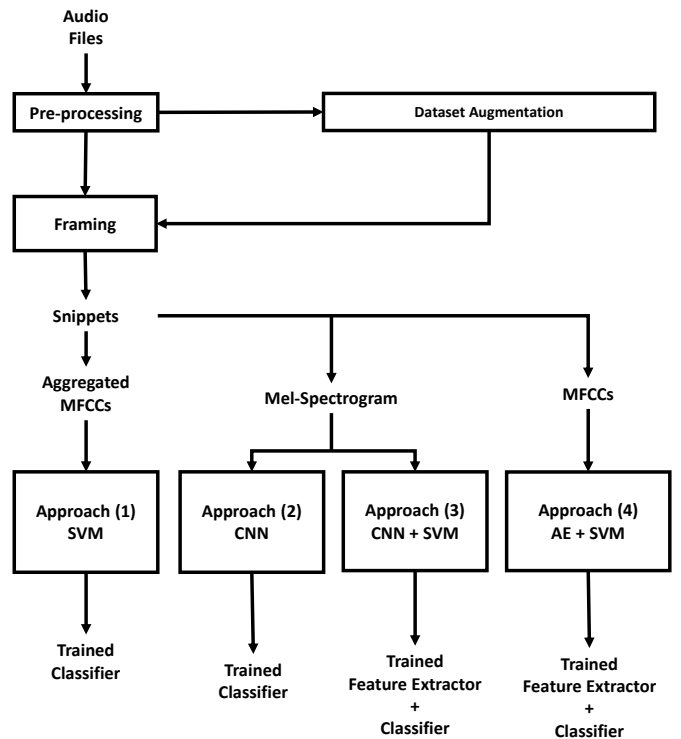 Audio
Files
Pre-processing
Dataset Augmentation
Framing
Snippets
Aggregated
MFCCs
Mel-Spectrogram
MFCCs
Approach (1)
SVM
Approach (2)
CNN
Approach (3)
CNN + SVM
Approach (4)
AE + SVM
Trained
Classifier
Trained
Classifier
Trained
Feature Extractor
+
Classifier
Trained
Feature Extractor
+
Classifier